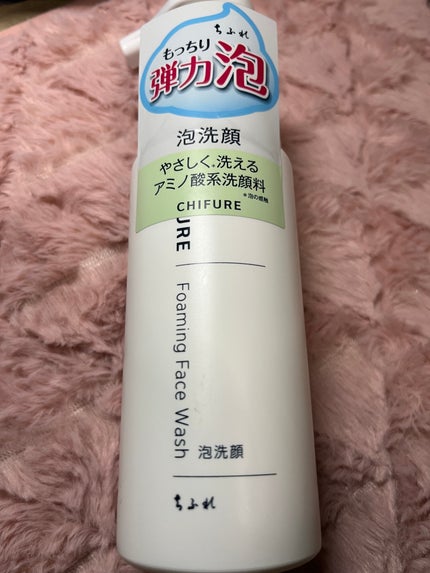 ちふれ
もっちり
弾力泡
泡洗顔
やさしく*洗える
アミノ酸系洗顔料
*泡の感触
CHIFURE
URE
Foaming Face Wash 泡洗顔
ちふれ